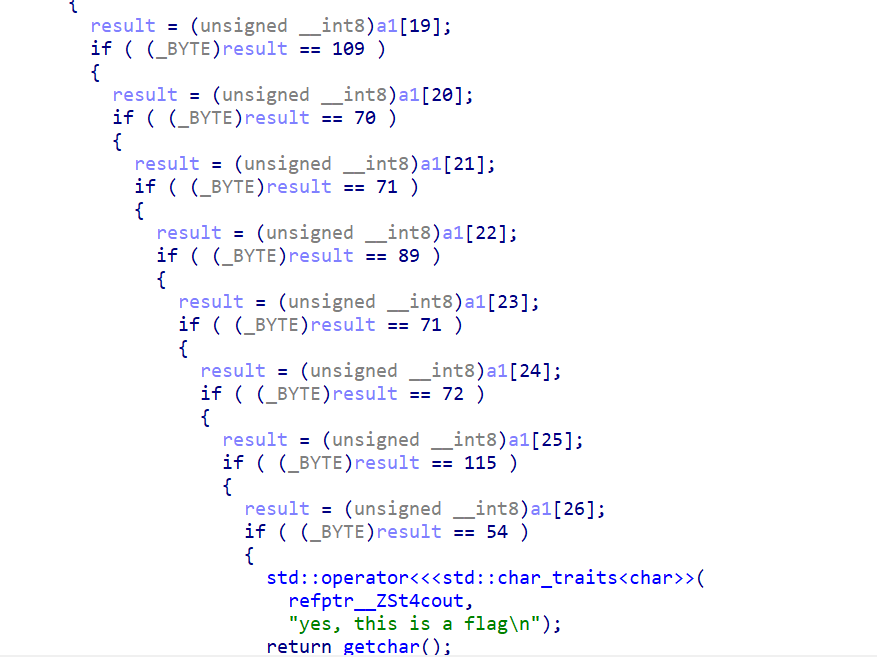 {
result = (unsigned __int8)a1[19];
if ( (_BYTE)result == 109 )
{
result = (unsigned __int8)a1[20];
if ( (_BYTE)result == 70 )
{
result = (unsigned __int8)a1[21];
if ( (_BYTE)result == 71 )
{
result = (unsigned __int8)a1[22];
if ( (_BYTE)result == 89 )
{
result = (unsigned __int8)a1[23];
if ( (_BYTE)result == 71 )
{
result = (unsigned __int8)a1[24];
if ( (_BYTE)result == 72 )
{
result = (unsigned __int8)a1[25];
if ( (_BYTE)result == 115 )
{
result = (unsigned __int8)a1[26];
if ( (_BYTE)result == 54 )
{
std::operator<<<std::char_traits<char>>(
refptr__ZSt4cout,
"yes, this is a flag\n");
return getchar();